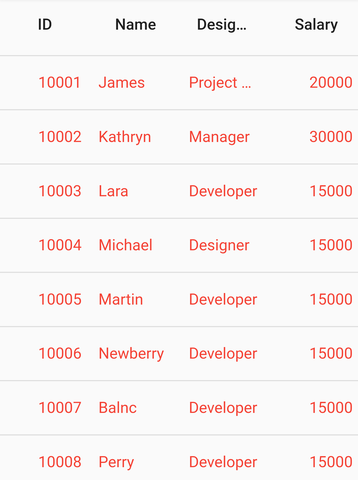 ID Name Desig...
Salary
10001 James Project ... 20000
10002 Kathryn Manager 30000
10003 Lara Developer 15000
10004 Michael Designer 15000
10005 Martin Developer 15000
10006 Newberry Developer 15000
10007 Balnc Developer 15000
10008 Perry Developer 15000